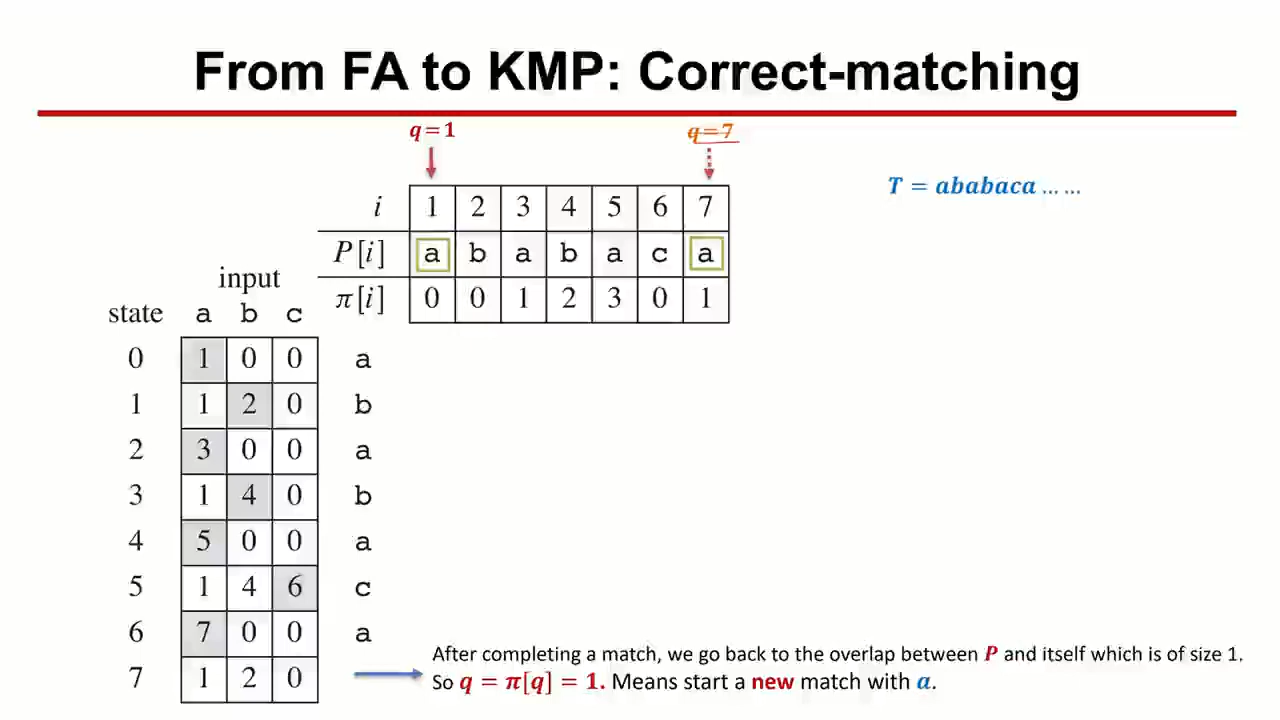 From FA to KMP: Correct-matching
q = 1
q = 7
T = ababaca ... ...
i 1 2 3 4 5 6 7
P[i] a b a b a c a
π[i] 0 0 1 2 3 0 1
input
state a b c
0 1 0 0 a
1 1 2 0 b
2 3 0 0 a
3 1 4 0 b
4 5 0 0 a
5 1 4 6 c
6 7 0 0 a
7 1 2 0
After completing a match, we go back to the overlap between P and itself which is of size 1.
So q = π[q] = 1. Means start a new match with a.